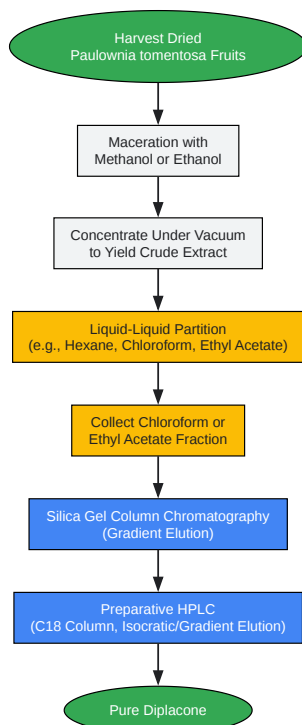 Harvest Dried
Paulownia tomentosa Fruits
Maceration with
Methanol or Ethanol
Concentrate Under Vacuum
to Yield Crude Extract
Liquid-Liquid Partition
(e.g., Hexane, Chloroform, Ethyl Acetate)
Collect Chloroform or
Ethyl Acetate Fraction
Silica Gel Column Chromatography
(Gradient Elution)
Preparative HPLC
(C18 Column, Isocratic/Gradient Elution)
Pure Diplacone